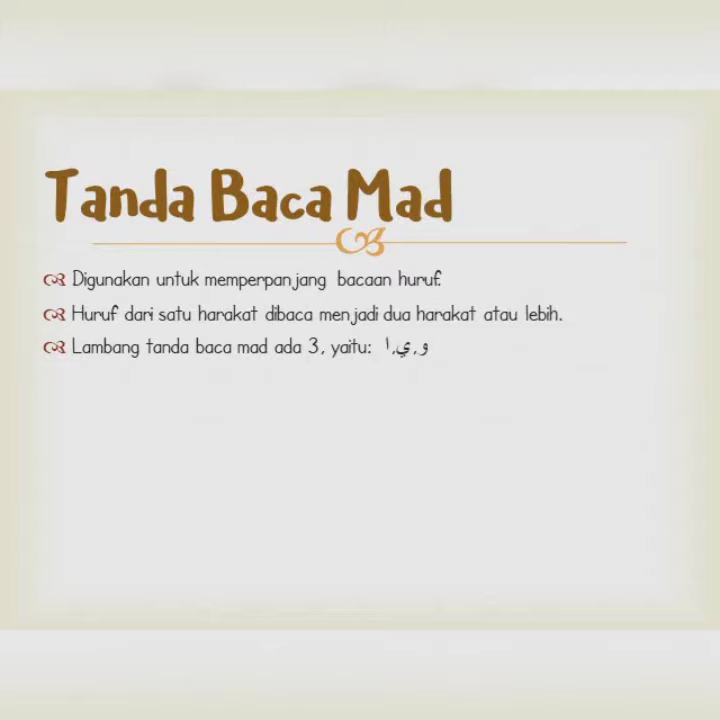 Tanda Baca Mad
Digunakan untuk memperpanjang bacaan huruf.
Huruf dari satu harakat dibaca menjadi dua harakat atau lebih.
Lambang tanda baca mad ada 3, yaitu: و ,ي ,ا